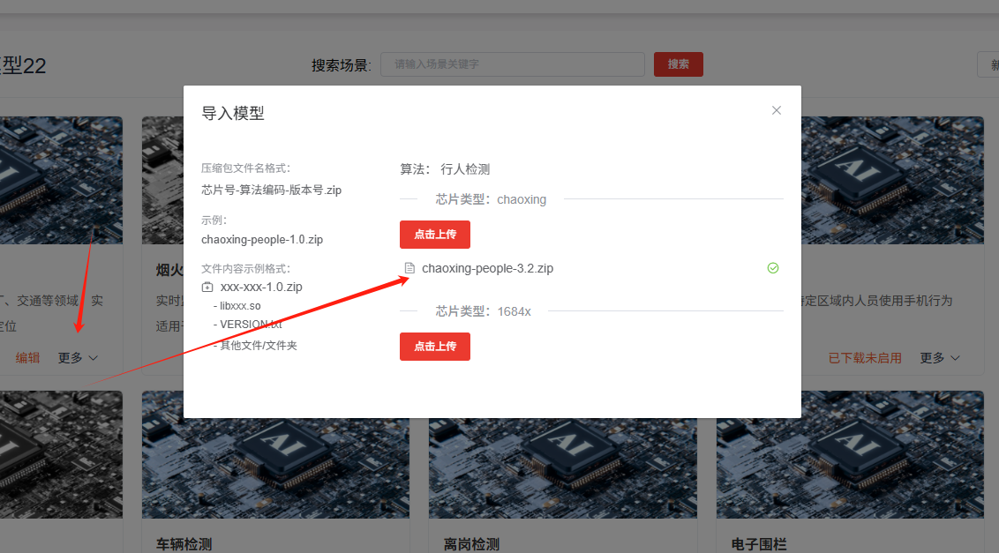 型22
搜索场景:
请输入场景关键字
搜索
新
导入模型
压缩包文件名格式:
芯片号-算法编码-版本号.zip
示例:
chaoxing-people-1.0.zip
文件内容示例格式:
xxx-xxx-1.0.zip
- libxxx.so
- VERSION.txt
- 其他文件/文件夹
算法： 行人检测
芯片类型：chaoxing
点击上传
chaoxing-people-3.2.zip
芯片类型：1684x
点击上传
AI
烟火
厂、交通等领域，实
定位
实时
适用于
编辑
更多
定区域内人员使用手机行为
已下载未启用
更多
AI
AI
AI
车辆检测
离岗检测
电子围栏